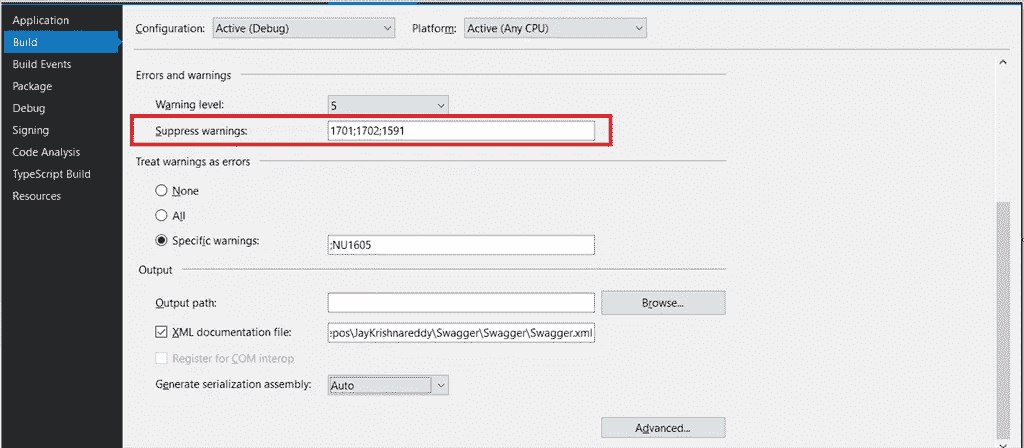 Application
Build
Build Events
Package
Debug
Signing
Code Analysis
TypeScript Build
Resources
Configuration: Active (Debug) Platform: Active (Any CPU)
Errors and warnings
Warning level: 5
Suppress warnings: 1701;1702;1591
Treat warnings as errors
None
All
Specific warnings: ;NU1605
Output
Output path: Browse...
XML documentation file: epos\JayKrishnareddy\Swagger\Swagger\Swagger.xml
Register for COM interop
Generate serialization assembly: Auto
Advanced...